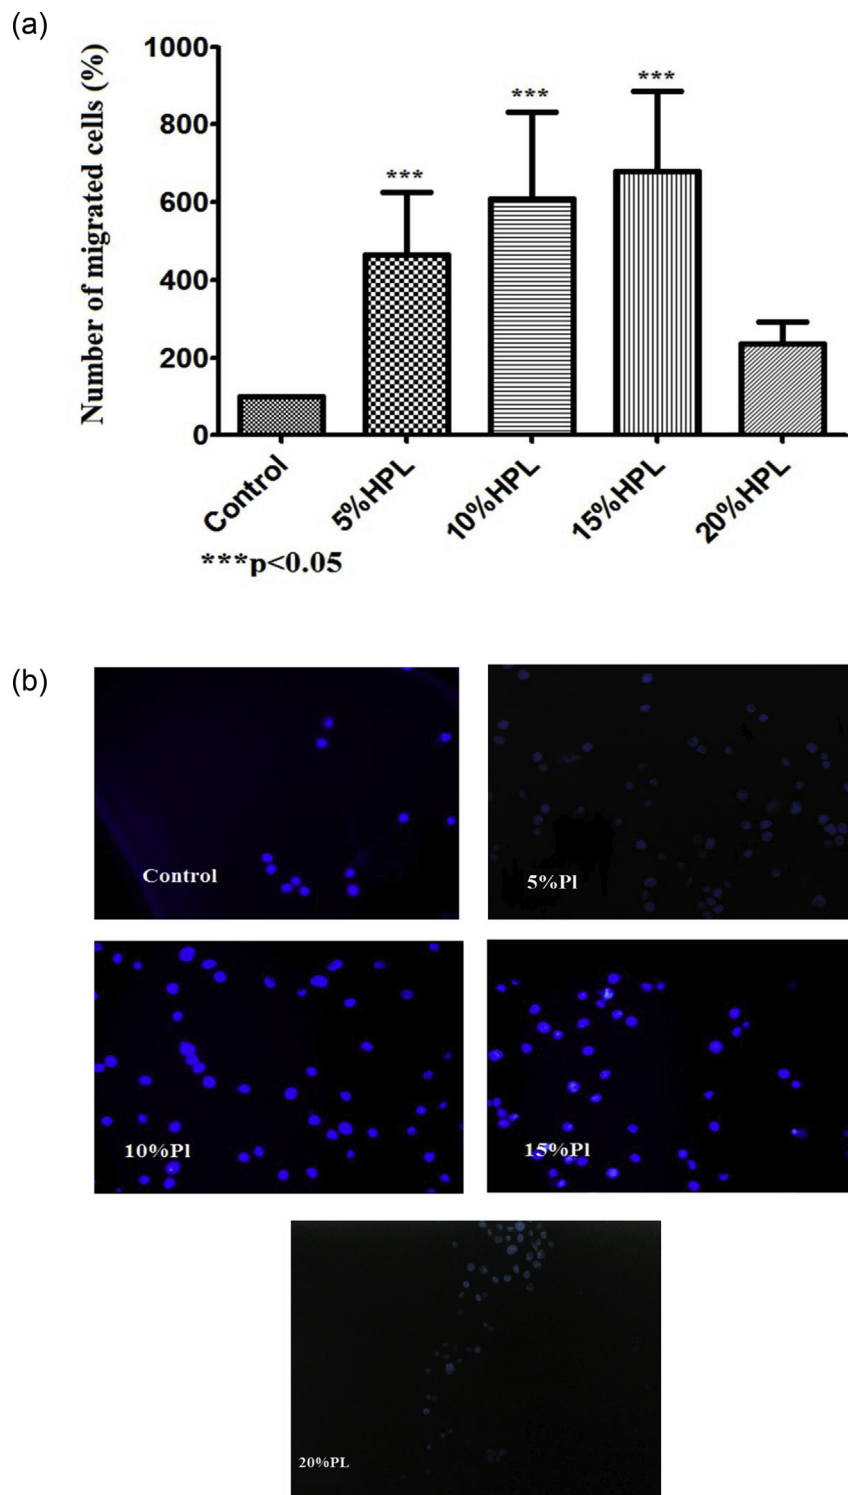 (a)
Number of migrated cells (%)
1000
800
600
400
200
0
***
***
***
Control
5%HPL
10%HPL
15%HPL
20%HPL
***p<0.05
(b)
Control
5%Pl
10%Pl
15%Pl
20%PL